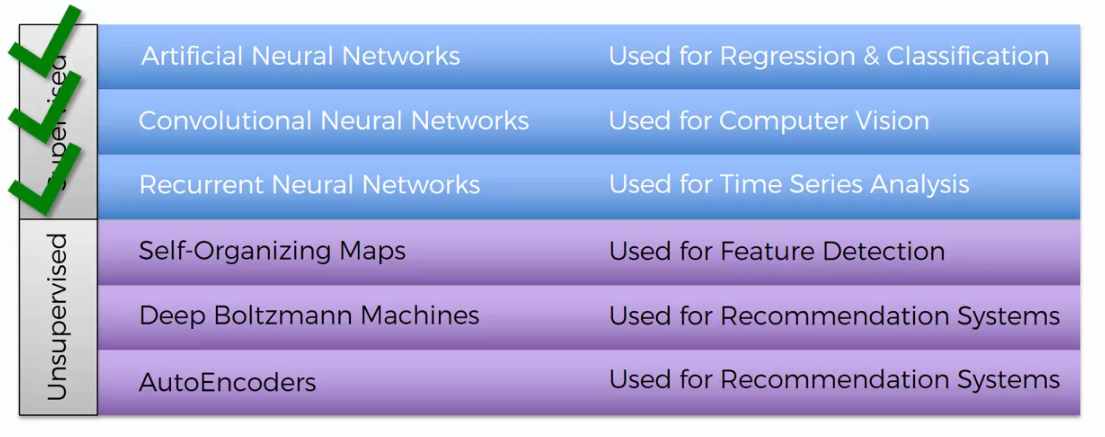 Supervised
Artificial Neural Networks Used for Regression & Classification
Convolutional Neural Networks Used for Computer Vision
Recurrent Neural Networks Used for Time Series Analysis
Unsupervised
Self-Organizing Maps Used for Feature Detection
Deep Boltzmann Machines Used for Recommendation Systems
AutoEncoders Used for Recommendation Systems